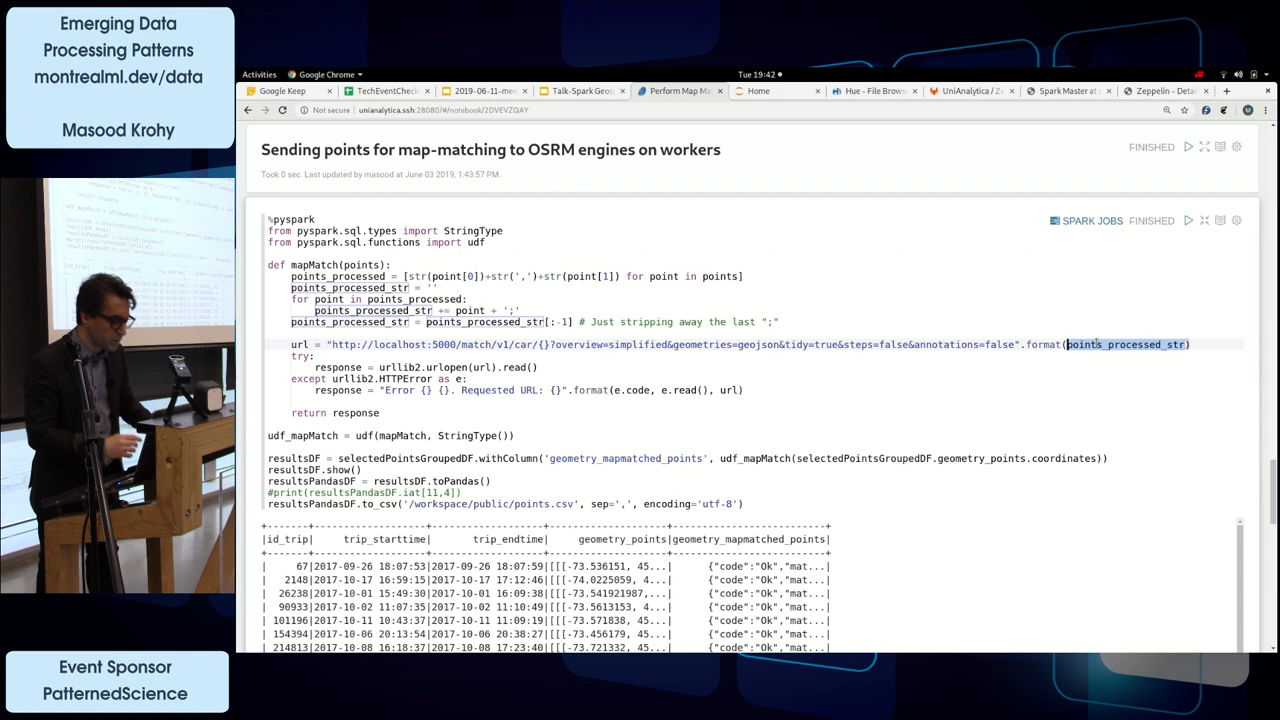 Emerging Data
Processing Patterns
montrealml.dev/data
Masood Krohy
Event Sponsor
PatternedScience
Activities
Google Chrome
Tue 19:42
Google Keep
TechEventCheck
2019-06-11-mee
Talk-Spark Geos
Perform Map Ma
Home
Hue - File Brows
UniAnalytica / Ze
Spark Master at s
Zeppelin - Detail
Not secure | unianalytica.ssh:28080/#/notebook/2DVEVZQAY
Sending points for map-matching to OSRM engines on workers
FINISHED
Took 0 sec. Last updated by masood at June 03 2019, 1:43:57 PM.
SPARK JOBS FINISHED
%pyspark
from pyspark.sql.types import StringType
from pyspark.sql.functions import udf
def mapMatch(points):
points_processed = [str(point[0])+str(',')+str(point[1]) for point in points]
points_processed_str = ''
for point in points_processed:
points_processed_str += point + ';'
points_processed_str = points_processed_str[:-1] # Just stripping away the last ";"
url = "http://localhost:5000/match/v1/car/{}?overview=simplified&geometries=geojson&tidy=true&steps=false&annotations=false".format(points_processed_str)
try:
response = urllib2.urlopen(url).read()
except urllib2.HTTPError as e:
response = "Error {} {}. Requested URL: {}".format(e.code, e.read(), url)
return response
udf_mapMatch = udf(mapMatch, StringType())
resultsDF = selectedPointsGroupedDF.withColumn('geometry_mapmatched_points', udf_mapMatch(selectedPointsGroupedDF.geometry_points.coordinates))
resultsDF.show()
resultsPandasDF = resultsDF.toPandas()
#print(resultsPandasDF.iat[11,4])
resultsPandasDF.to_csv('/workspace/public/points.csv', sep=',', encoding='utf-8')
+-------+-------------------+-------------------+--------------------+--------------------------+
|id_trip| trip_starttime| trip_endtime| geometry_points|geometry_mapmatched_points|
+-------+-------------------+-------------------+--------------------+--------------------------+
| 67|2017-09-26 18:07:53|2017-09-26 18:07:59|[[[-73.536151, 45...| {"code":"Ok","mat...|
| 2148|2017-10-17 16:59:15|2017-10-17 17:12:46|[[[-74.0225059, 4...| {"code":"Ok","mat...|
| 26238|2017-10-01 15:49:30|2017-10-01 16:09:38|[[[-73.541921987,...| {"code":"Ok","mat...|
| 90933|2017-10-02 11:07:35|2017-10-02 11:10:49|[[[-73.5613153, 4...| {"code":"Ok","mat...|
| 101196|2017-10-11 10:43:37|2017-10-11 11:09:19|[[[-73.571838, 45...| {"code":"Ok","mat...|
| 154394|2017-10-06 20:13:54|2017-10-06 20:38:27|[[[-73.456179, 45...| {"code":"Ok","mat...|
| 214813|2017-10-08 16:18:37|2017-10-08 17:23:40|[[[-73.721332, 45...| {"code":"Ok","mat...|